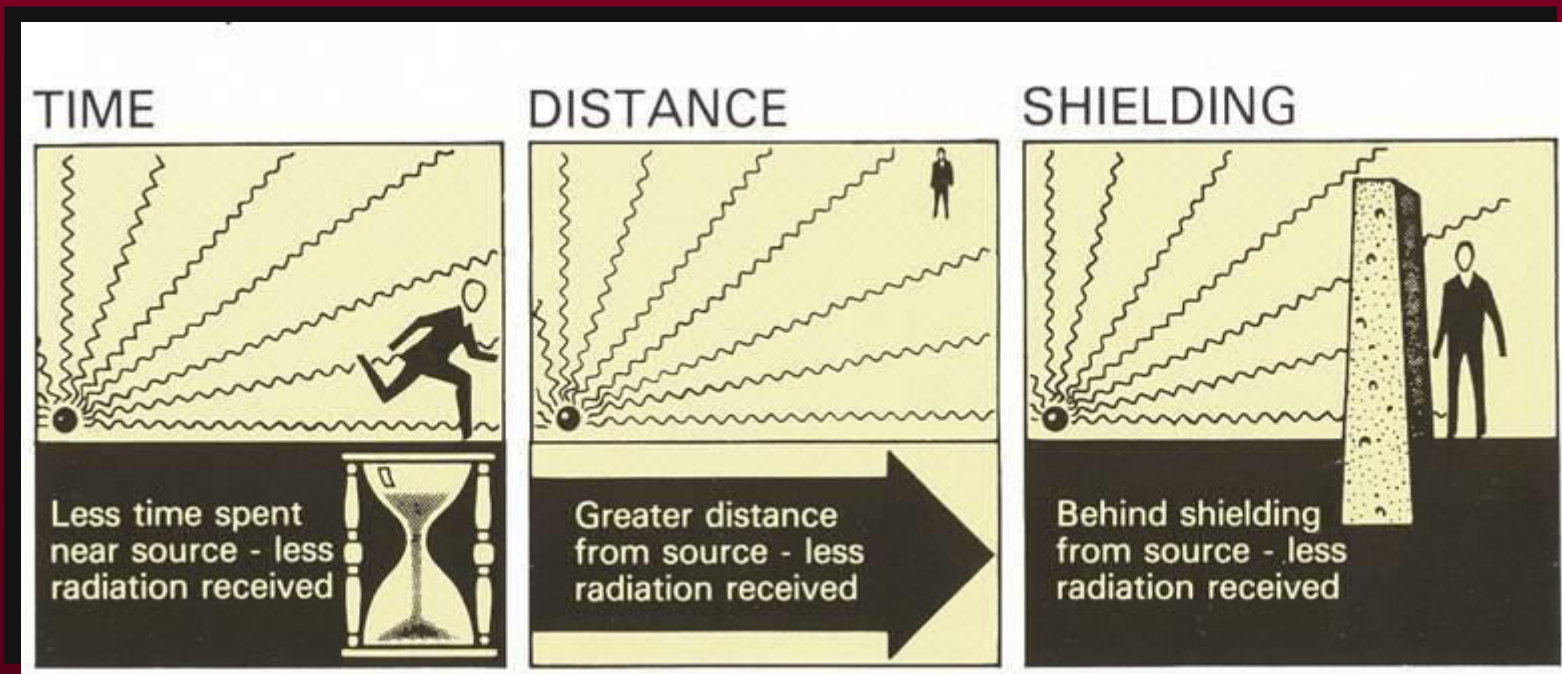 TIME
Less time spent
near source - less
radiation received
DISTANCE
Greater distance
from source - less
radiation received
SHIELDING
Behind shielding
from source - less
radiation received